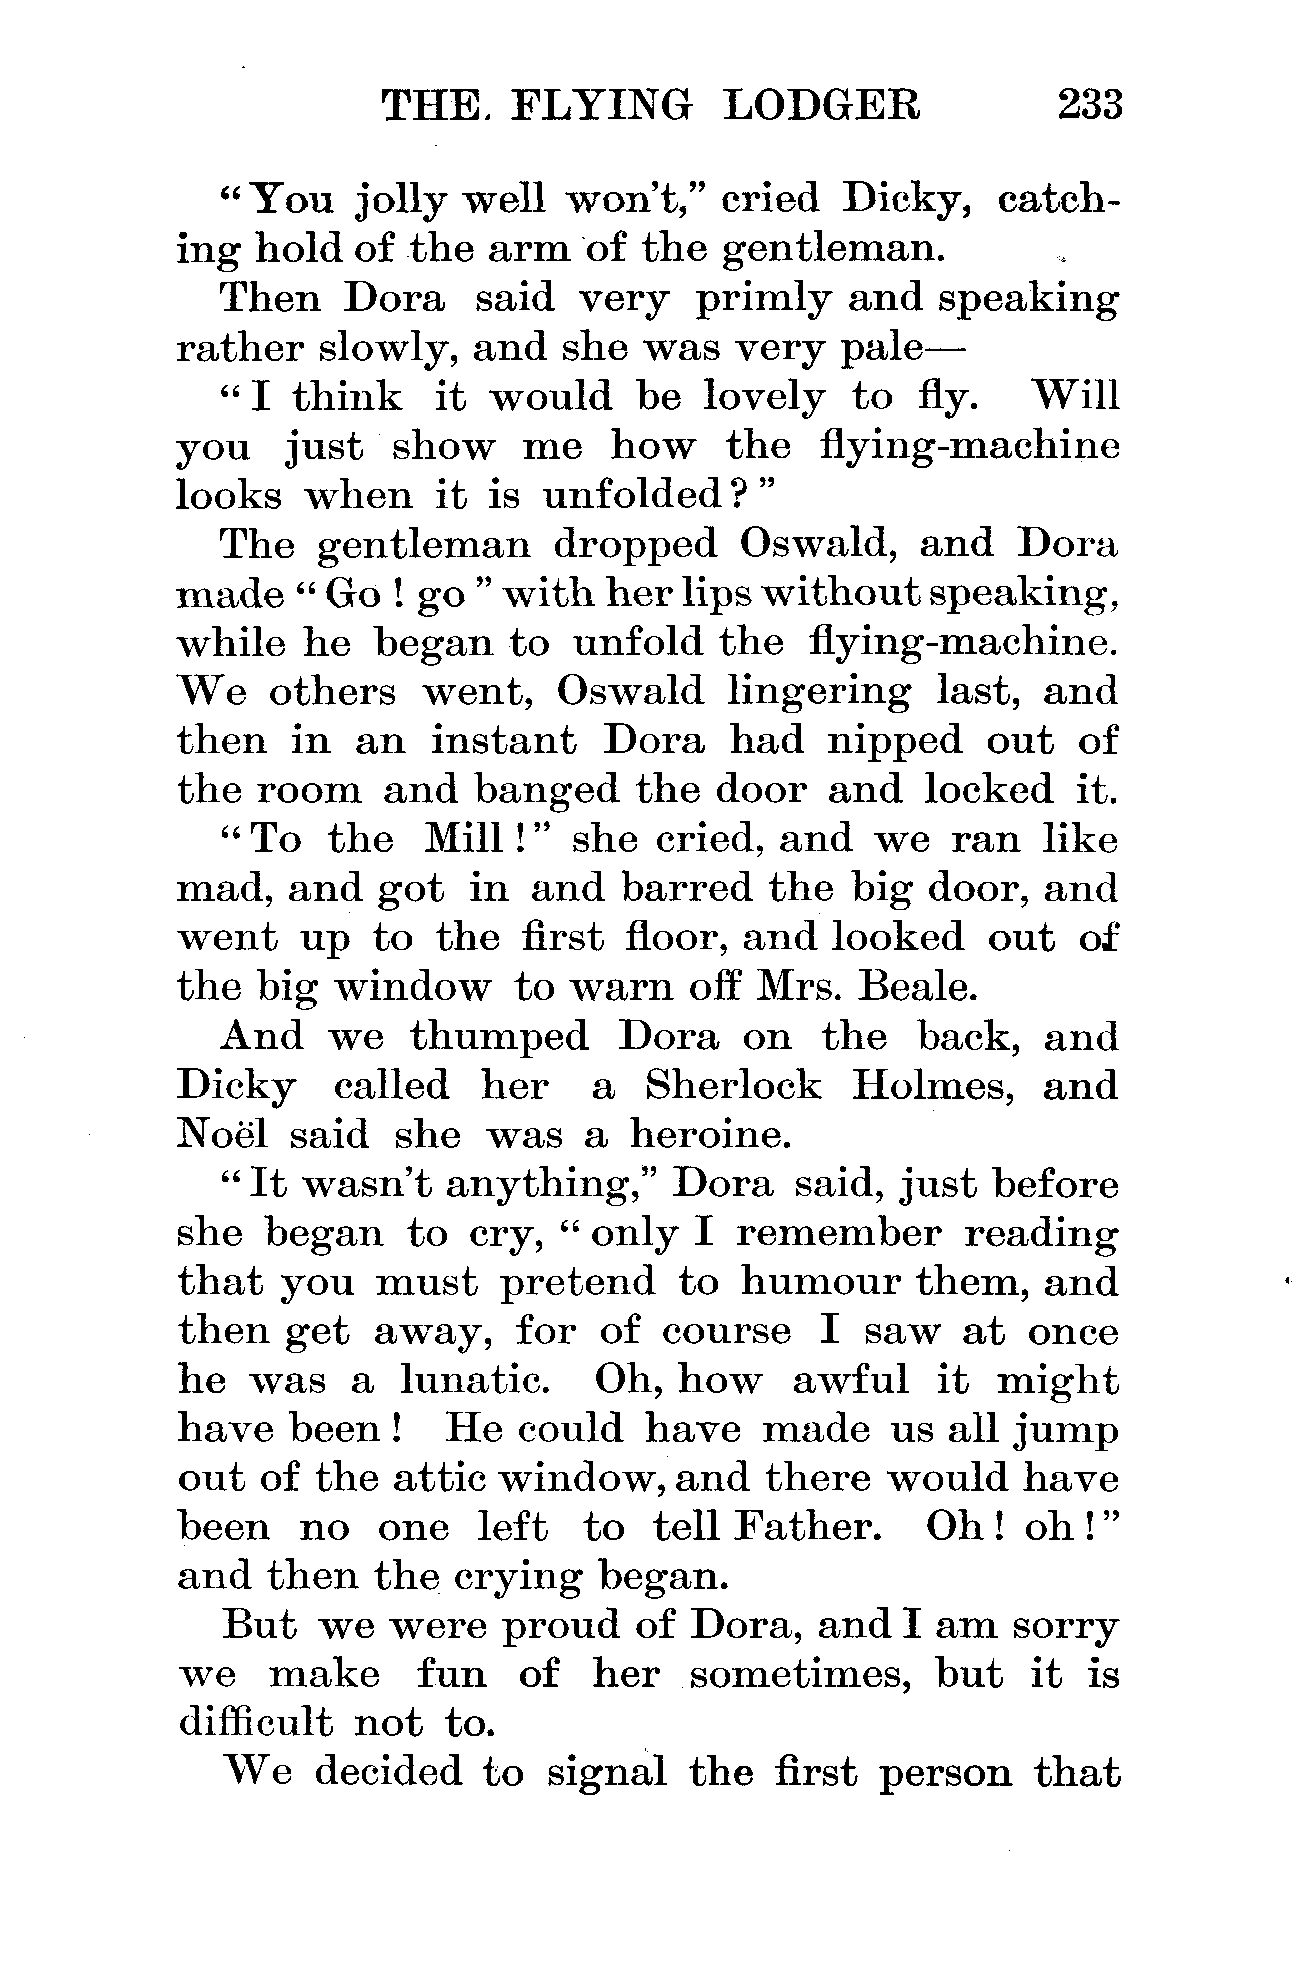 THE. FLYING LODGER 233
“You jolly well won't,” cried Dicky, catch-
ing hold of the arm of the gentleman.
Then Dora said very primly and speaking
rather slowly, and she was very pale—
“I think it would be lovely to fly. Will
you just show me how the flying-machine
looks when it is unfolded?”
The gentleman dropped Oswald, and Dora
made “Go ! go” with her lips without speaking,
while he began to unfold the flying-machine.
We others went, Oswald lingering last, and
then in an instant Dora had nipped out of
the room and banged the door and locked it.
“To the Mill !” she cried, and we ran like
mad, and got in and barred the big door, and
went up to the first floor, and looked out of
the big window to warn off Mrs. Beale.
And we thumped Dora on the back, and
Dicky called her a Sherlock Holmes, and
Noël said she was a heroine.
“It wasn't anything,” Dora said, just before
she began to cry, “only I remember reading
that you must pretend to humour them, and
then get away, for of course I saw at once
he was a lunatic. Oh, how awful it might
have been ! He could have made us all jump
out of the attic window, and there would have
been no one left to tell Father. Oh ! oh !”
and then the crying began.
But we were proud of Dora, and I am sorry
we make fun of her sometimes, but it is
difficult not to.
We decided to signal the first person that